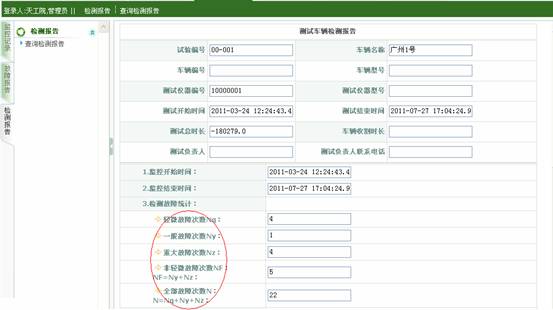 登录人:天工院,管理员 || 检测报告 | 查询检测报告
监控记录
故障报告
检测报告
检测报告
查询检测报告
测试车辆检测报告
试验编号 00-001 车辆名称 广州1号
车辆编号 车辆型号
测试仪器编号 10000001 测试仪器型号
测试开始时间 2011-03-24 12:24:43.4 测试结束时间 2011-07-27 17:04:24.9
测试总时长 -180279.0 车辆收割时长
测试负责人 测试负责人联系电话
1.监控开始时间: 2011-03-24 12:24:43.4
2.监控结束时间: 2011-07-27 17:04:24.9
3.检测故障统计:
轻微故障次数Nq: 4
一般故障次数Ny: 1
重大故障次数Nz: 4
非轻微故障次数NF: 5
NF=Ny+Nz:
全部故障次数N: 22
N=Nq+Ny+Nz: